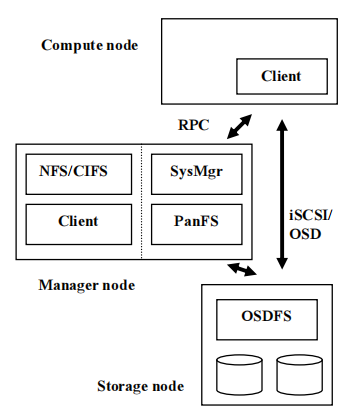 Compute node
Client
RPC
NFS/CIFS
SysMgr
Client
PanFS
iSCSI/
OSD
Manager node
OSDFS
Storage node